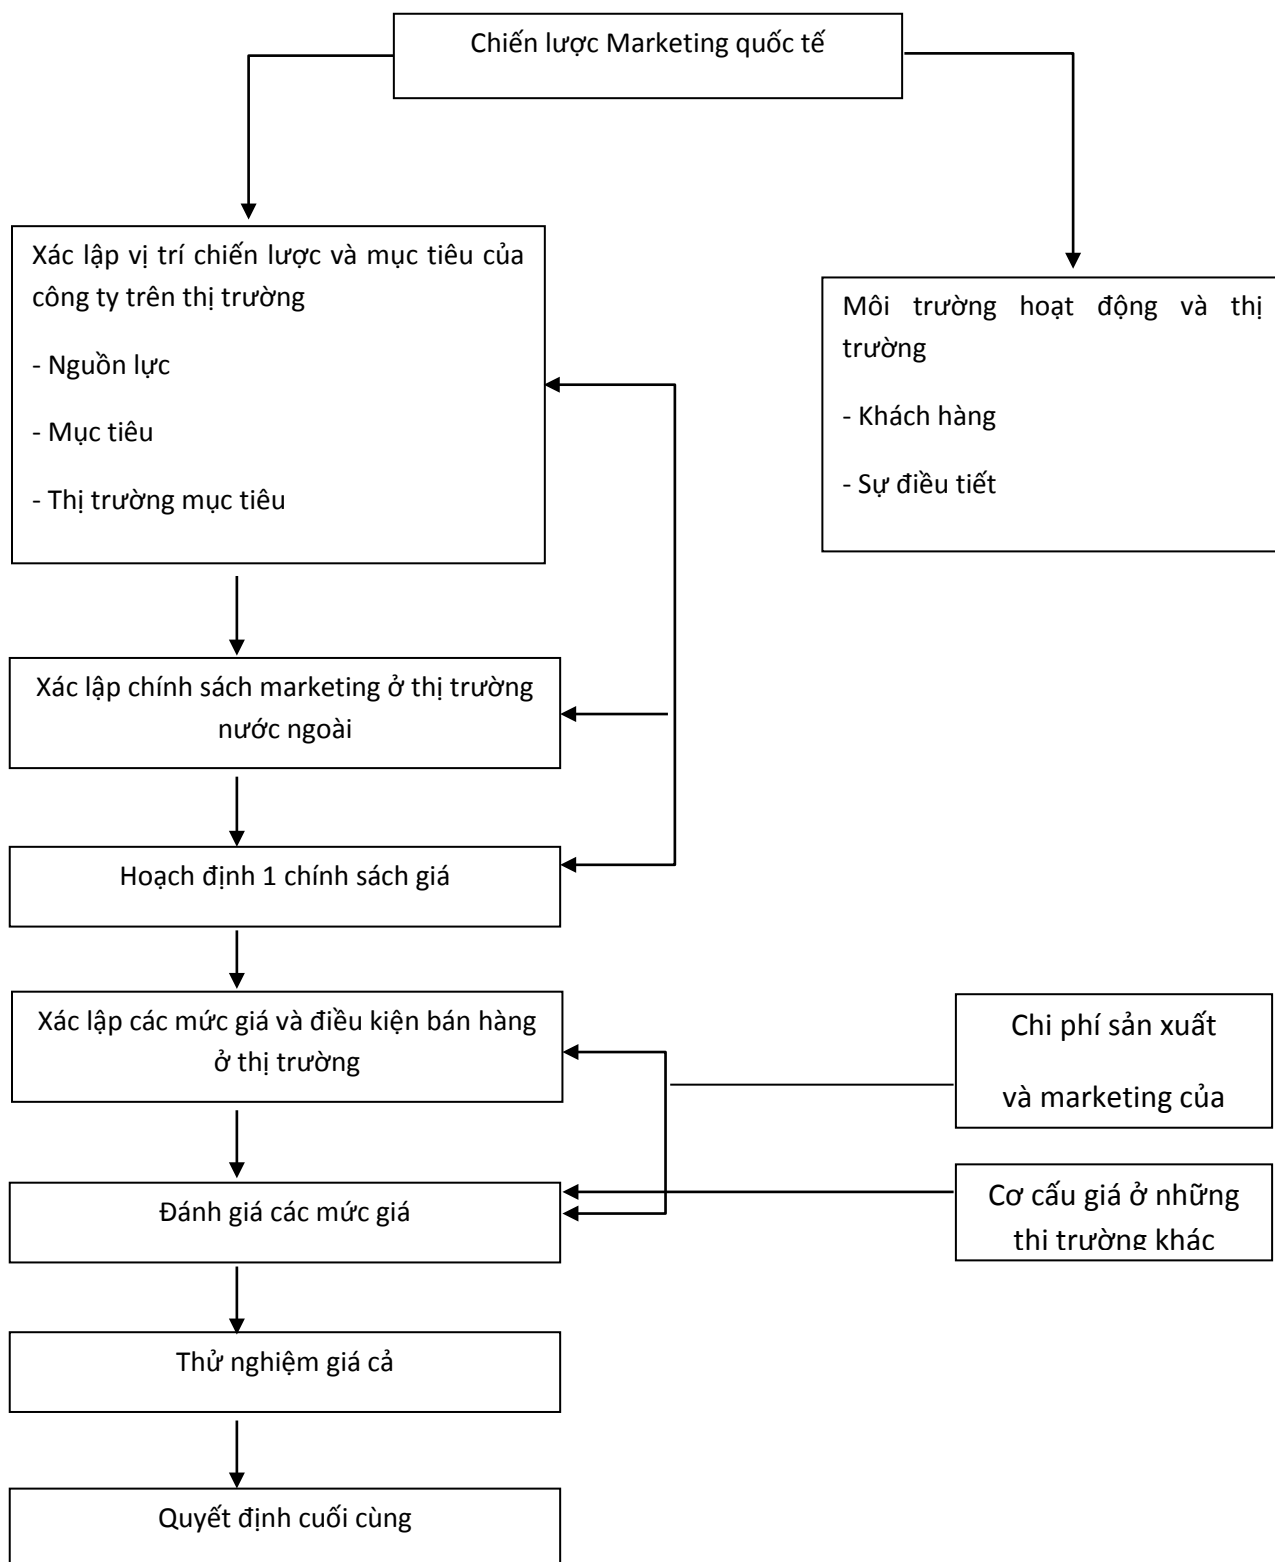 Chiến lược Marketing quốc tế
Xác lập vị trí chiến lược và mục tiêu của
công ty trên thị trường
- Nguồn lực
- Mục tiêu
- Thị trường mục tiêu
Môi trường hoạt động và thị
trường
- Khách hàng
- Sự điều tiết
Xác lập chính sách marketing ở thị trường
nước ngoài
Hoạch định 1 chính sách giá
Xác lập các mức giá và điều kiện bán hàng
ở thị trường
Chi phí sản xuất
và marketing của
Đánh giá các mức giá
Cơ cấu giá ở những
thị trường khác
Thử nghiệm giá cả
Quyết định cuối cùng